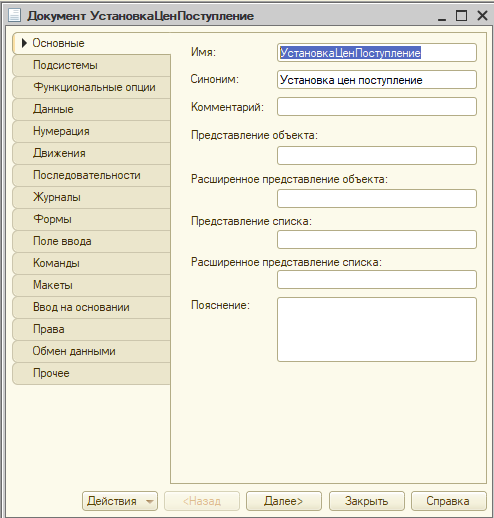 Документ УстановкаЦенПоступление
Основные
Подсистемы
Функциональные опции
Данные
Нумерация
Движения
Последовательности
Журналы
Формы
Поле ввода
Команды
Макеты
Ввод на основании
Права
Обмен данными
Прочее
Имя: УстановкаЦенПоступление
Синоним: Установка цен поступление
Комментарий:
Представление объекта:
Расширенное представление объекта:
Представление списка:
Расширенное представление списка:
Пояснение:
Действия <Назад Далее> Закрыть Справка